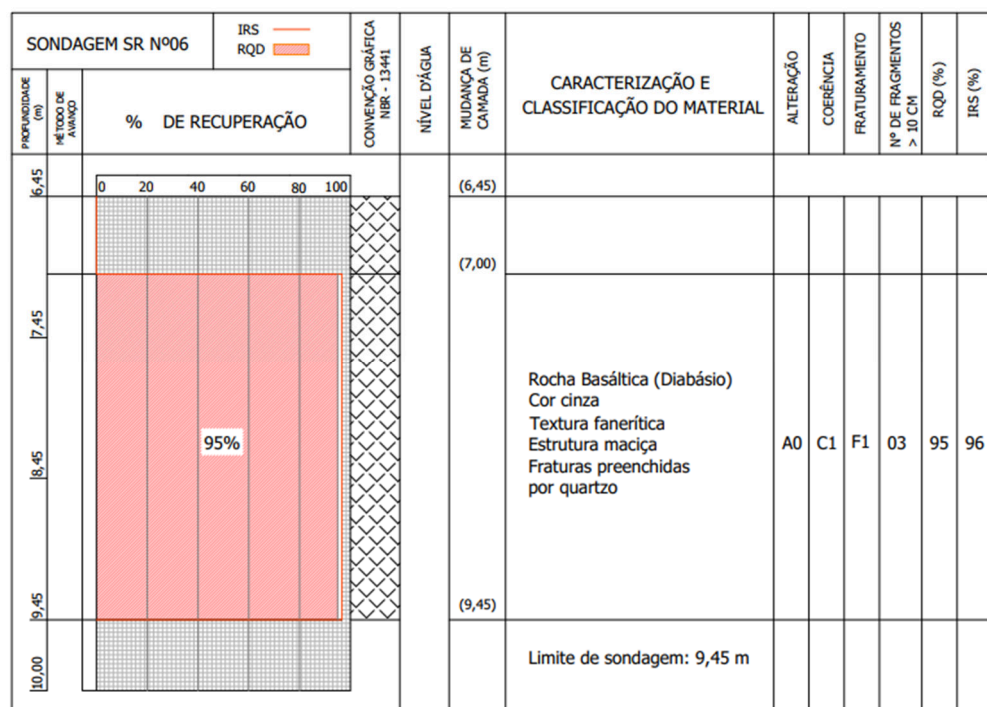 SONDAGEM SR Nº06
IRS
RQD
PROFUNDIDADE
(m)
MÉTODO DE
AVANÇO
% DE RECUPERAÇÃO
CONVENÇÃO GRÁFICA
NBR - 13441
NÍVEL D'ÁGUA
MUDANÇA DE
CAMADA (m)
CARACTERIZAÇÃO E
CLASSIFICAÇÃO DO MATERIAL
ALTERAÇÃO
COERÊNCIA
FRATURAMENTO
Nº DE FRAGMENTOS
> 10 CM
RQD (%)
IRS (%)
6,45
0 20 40 60 80 100
(6,45)
(7,00)
7,45
Rocha Basáltica (Diabásio)
Cor cinza
Textura fanerítica
Estrutura maciça
Fraturas preenchidas
por quartzo
95%
A0 C1 F1 03 95 96
8,45
9,45
(9,45)
Limite de sondagem: 9,45 m
10,00